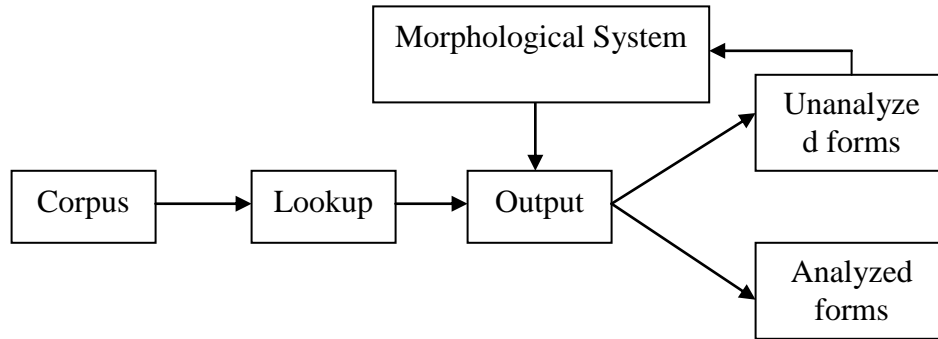 Morphological System
Unanalyze
d forms
Corpus
Lookup
Output
Analyzed
forms